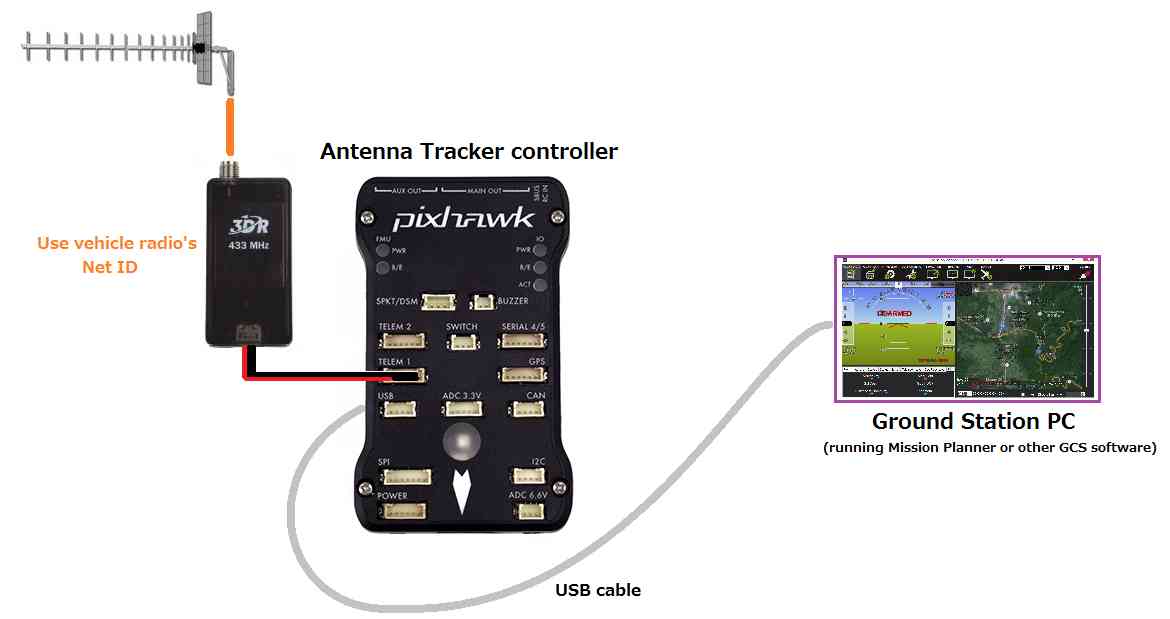 Antenna Tracker controller
AUX OUT
MAIN OUT
SBUS
RC IN
pixhawk
3DR
433 MHz
Use vehicle radio's
Net ID
FMU
PWR
B/E
IO
PWR
B/E
ACT
SPKT/DSM
BUZZER
TELEM 2
SWITCH
SERIAL 4/5
TELEM 1
GPS
USB
ADC 3.3V
CAN
SPI
I2C
POWER
ADC 6.6V
DISARMED
Ground Station PC
(running Mission Planner or other GCS software)
USB cable